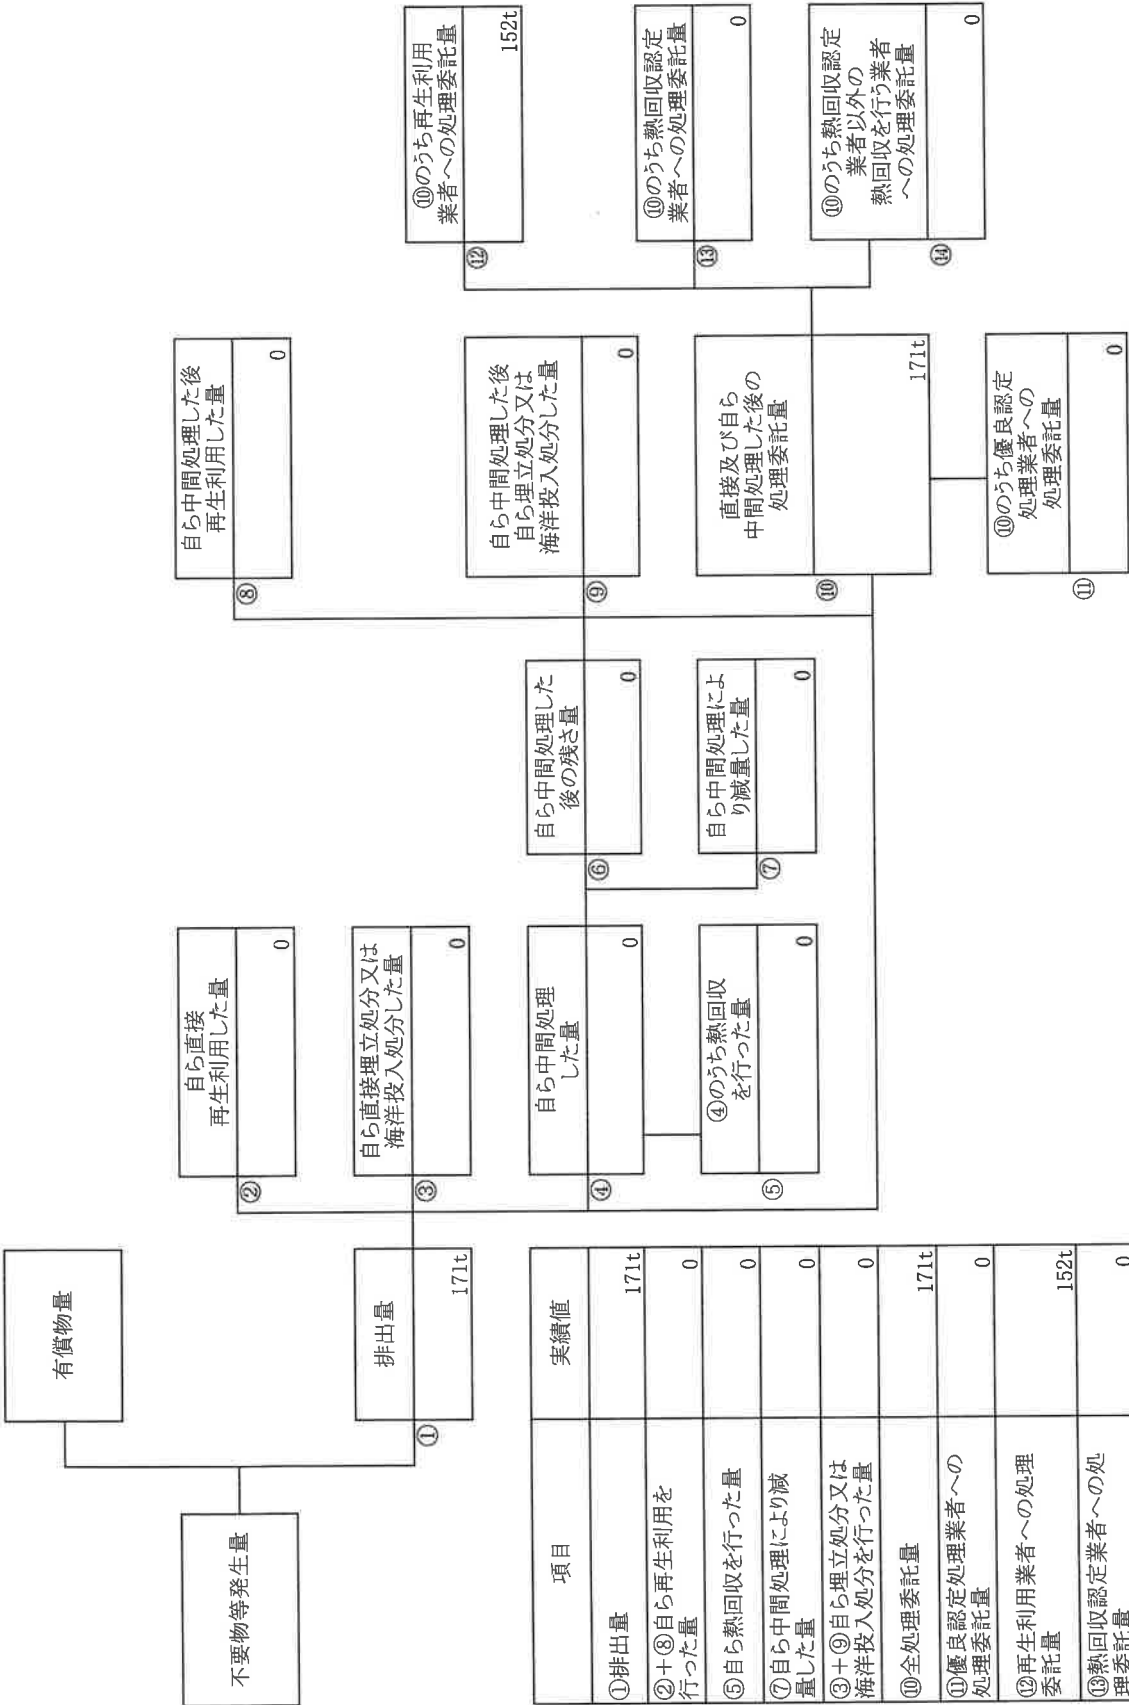 不要物等発生量
有償物量
①
排出量
171t
②
自ら直接
再生利用した量
0
③
自ら直接埋立処分又は
海洋投入処分した量
0
④
自ら中間処理
した量
0
⑤
④のうち熱回収
を行った量
0
⑥
自ら中間処理した
後の残さ量
0
⑦
自ら中間処理によ
り減量した量
0
⑧
自ら中間処理した後
再生利用した量
0
⑨
自ら中間処理した後
自ら埋立処分又は
海洋投入処分した量
0
⑩
直接及び自ら
中間処理した後の
処理委託量
171t
⑪
⑩のうち優良認定
処理業者への
処理委託量
0
⑫
⑩のうち再生利用
業者への処理委託量
152t
⑬
⑩のうち熱回収認定
業者への処理委託量
0
⑭
⑩のうち熱回収認定
業者以外の
熱回収を行う業者
への処理委託量
0
項目
実績値
①排出量
171t
②+⑧自ら再生利用を
行った量
0
⑤自ら熱回収を行った量
0
⑦自ら中間処理により減
量した量
0
③+⑨自ら埋立処分又は
海洋投入処分を行った量
0
⑩全処理委託量
171t
⑪優良認定処理業者への
処理委託量
0
⑫再生利用業者への処理
委託量
152t
⑬熱回収認定業者への処
理委託量
0